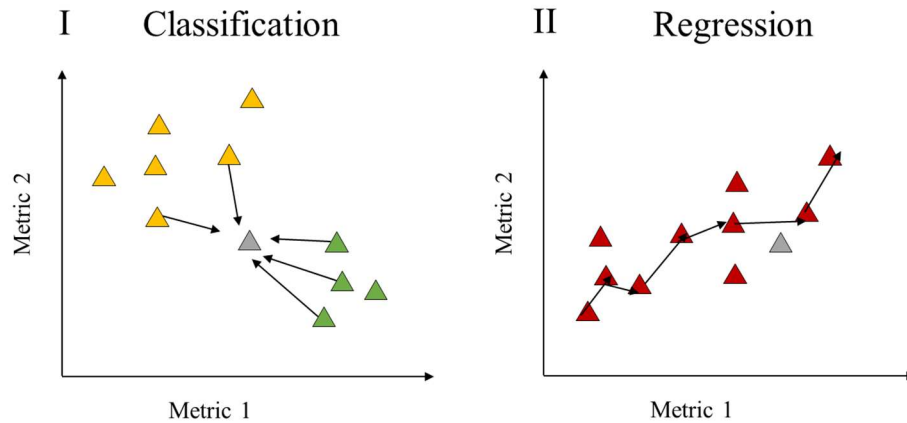 I Classification
Metric 2
Metric 1
II Regression
Metric 2
Metric 1